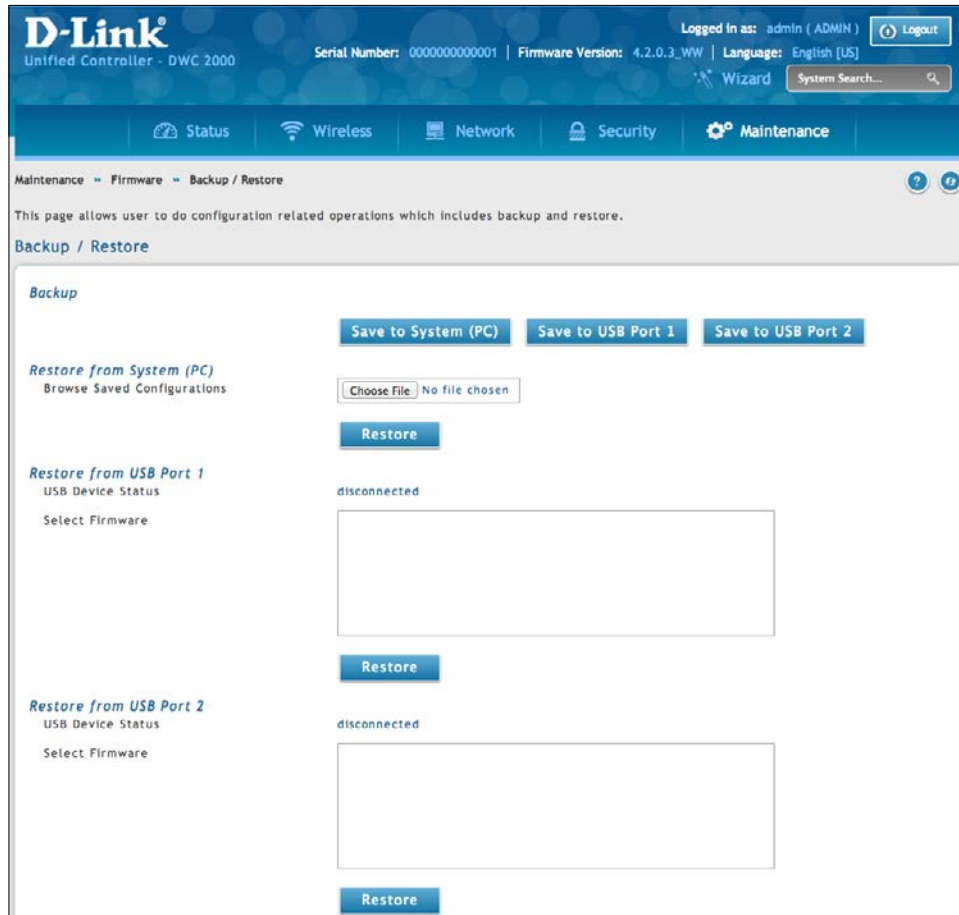 D-Link®
Unified Controller - DWC 2000
Logged in as: admin ( ADMIN ) Logout
Serial Number: 0000000000001 | Firmware Version: 4.2.0.3_WW | Language: English [US]
Wizard System Search...
Status Wireless Network Security Maintenance
Maintenance » Firmware » Backup / Restore ?
This page allows user to do configuration related operations which includes backup and restore.
Backup / Restore
Backup
Save to System (PC) Save to USB Port 1 Save to USB Port 2
Restore from System (PC)
Browse Saved Configurations Choose File No file chosen
Restore
Restore from USB Port 1
USB Device Status disconnected
Select Firmware
Restore
Restore from USB Port 2
USB Device Status disconnected
Select Firmware
Restore